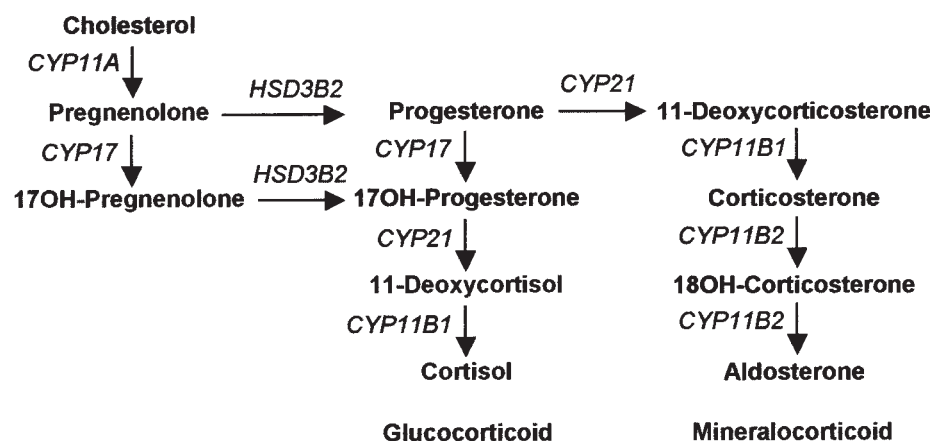 Cholesterol
CYP11A
HSD3B2
CYP21
Pregnenolone
Progesterone
11-Deoxycorticosterone
CYP17
CYP17
CYP11B1
HSD3B2
17OH-Pregnenolone
17OH-Progesterone
Corticosterone
CYP21
CYP11B2
11-Deoxycortisol
18OH-Corticosterone
CYP11B1
CYP11B2
Cortisol
Aldosterone
Glucocorticoid
Mineralocorticoid